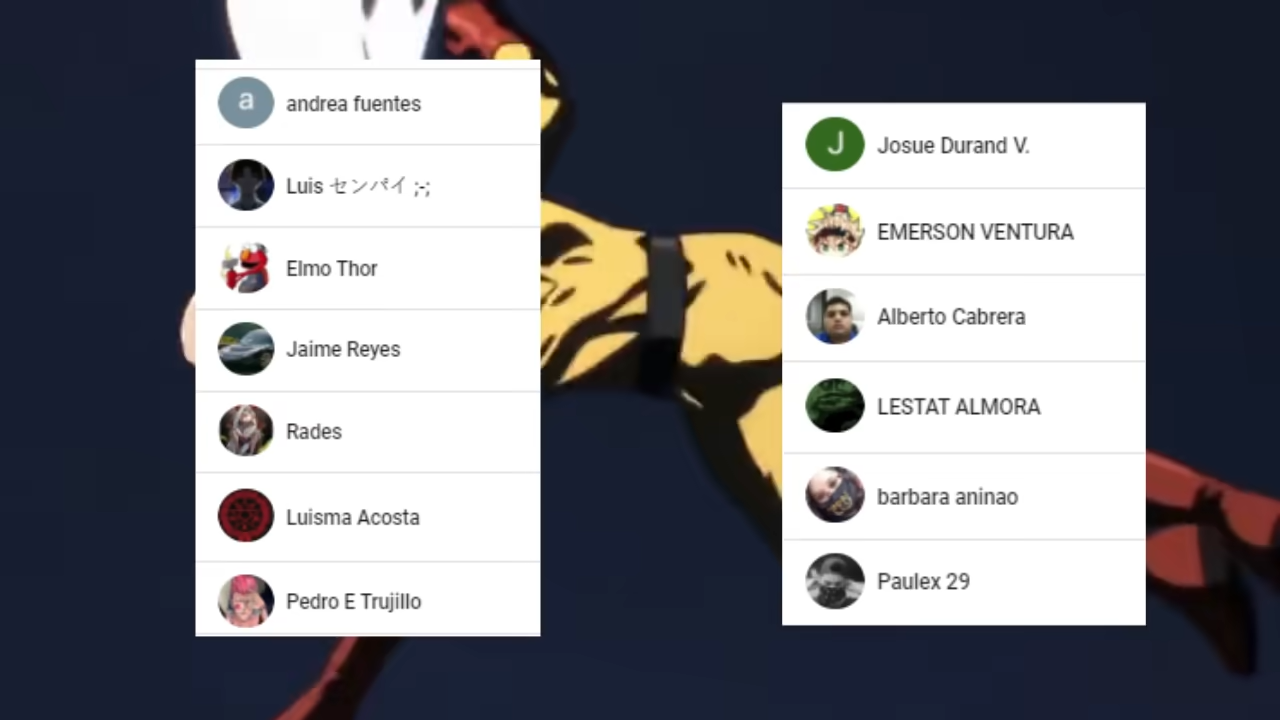 a
andrea fuentes
Luis センパイ ;-;
Elmo Thor
Jaime Reyes
Rades
Luisma Acosta
Pedro E Trujillo
J
Josue Durand V.
EMERSON VENTURA
Alberto Cabrera
LESTAT ALMORA
barbara aninao
Paulex 29